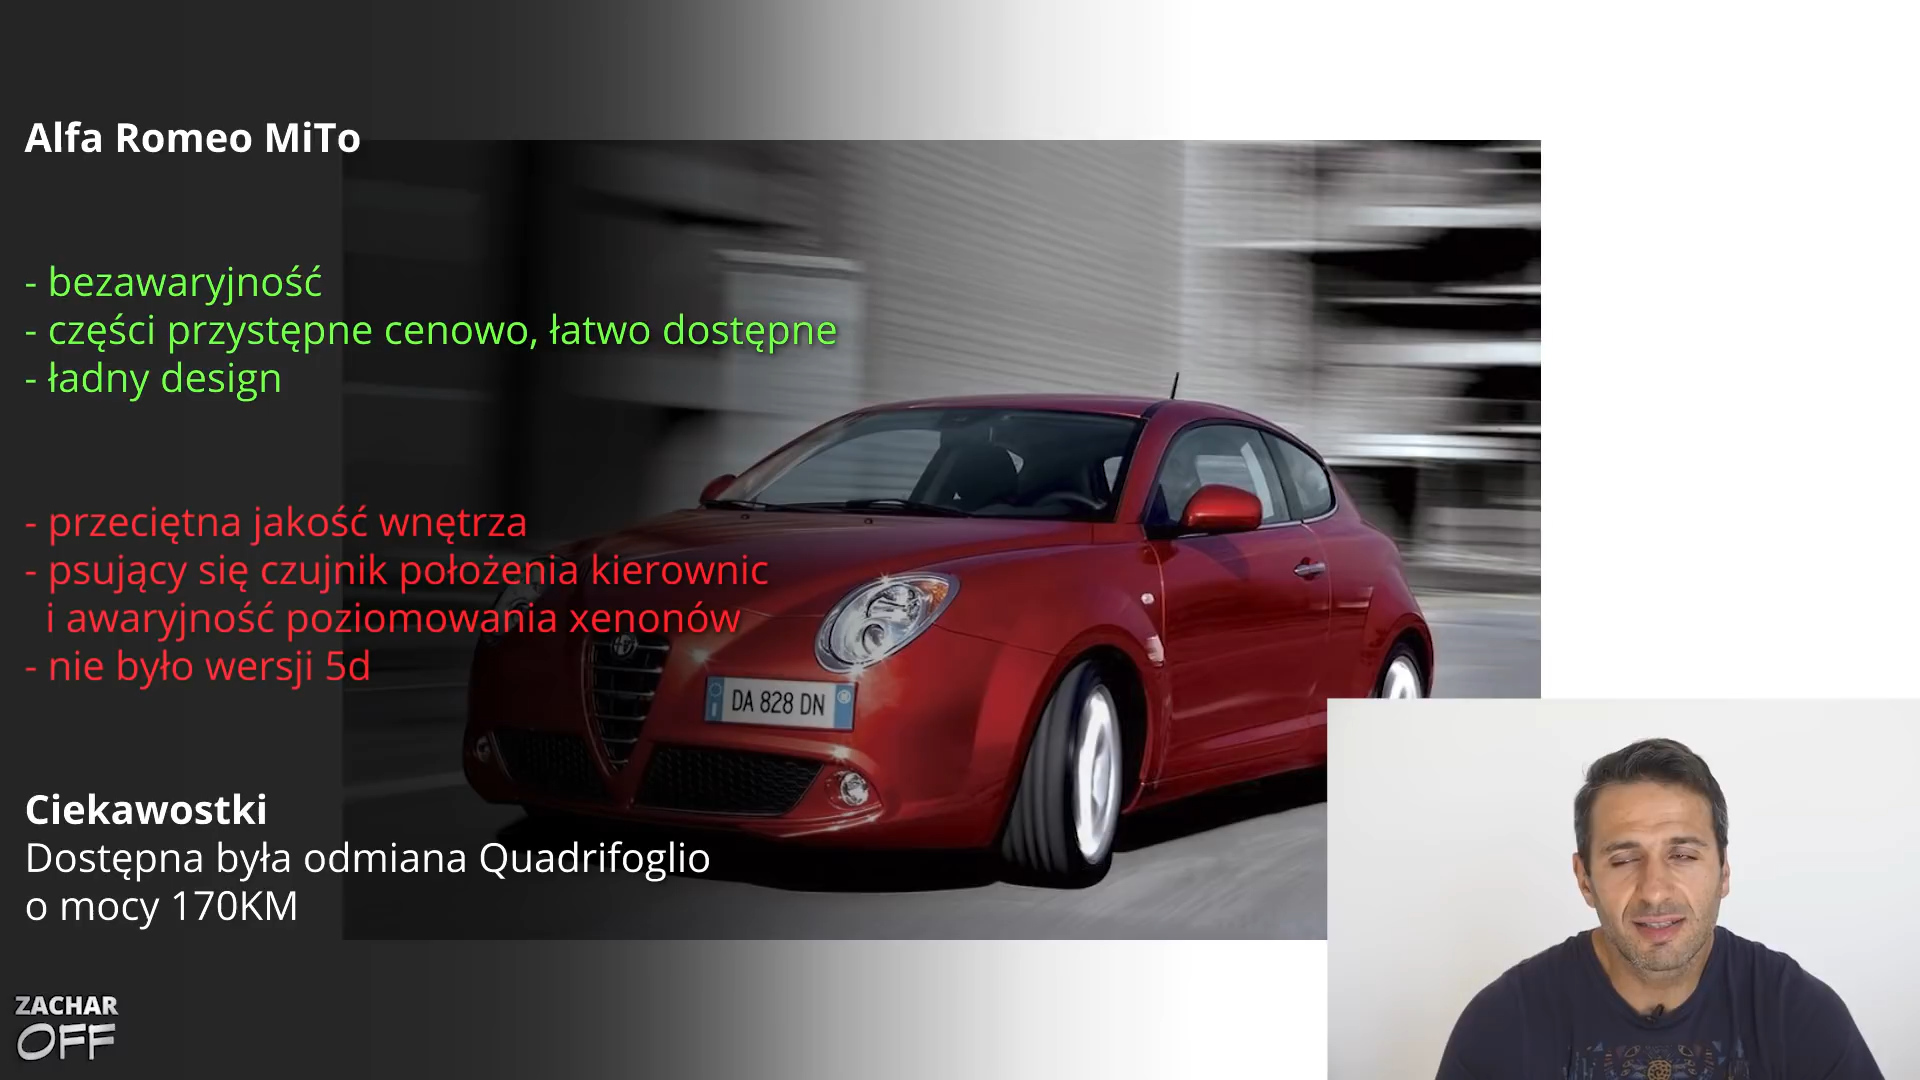 Alfa Romeo MiTo
- bezawaryjność
- części przystępne cenowo, łatwo dostępne
- ładny design
- przeciętna jakość wnętrza
- psujący się czujnik położenia kierownic
i awaryjność poziomowania xenonów
- nie było wersji 5d
DA 828 DN
Ciekawostki
Dostępna była odmiana Quadrifoglio
o mocy 170KM
ZACHAR
OFF